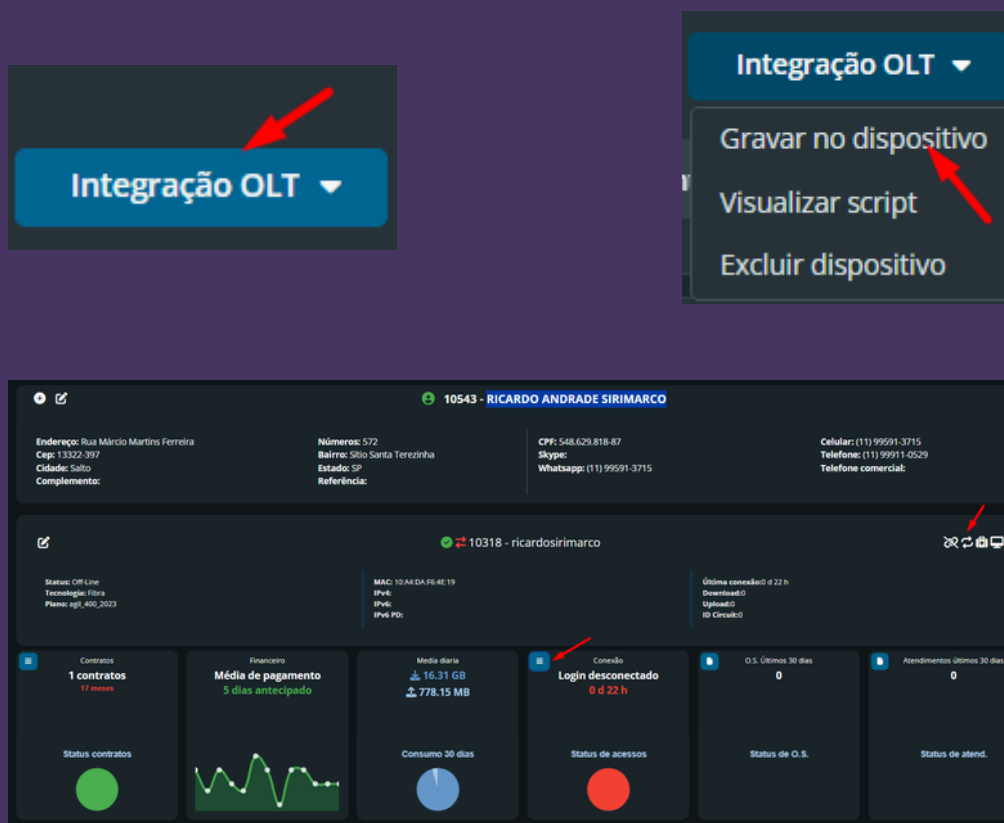 Integração OLT
Integração OLT
Gravar no dispositivo
Visualizar script
Excluir dispositivo
10543 - RICARDO ANDRADE SIRIMARCO
Endereço: Rua Márcio Martins Ferreira
Cep: 13322-397
Cidade: Salto
Complemento:
Números: 572
Bairro: Sítio Santa Terezinha
Estado: SP
Referência:
CPF: 548.629.818-87
Skype:
Whatsapp: (11) 99591-3715
Celular: (11) 99591-3715
Telefone: (11) 99911-0529
Telefone comercial:
10318 - ricardosirimarco
Status: Off-Line
Tecnologia: Fibra
Plano: agil_400_2023
MAC: 10:A4:DA:F6:4E:19
IPv4:
IPv6:
IPv6 PD:
Última conexão:0 d 22 h
Download:0
Upload:0
ID Circuit:0
Contratos
1 contratos
17 meses
Status contratos
Financeiro
Média de pagamento
5 dias antecipado
Media diaria
16.31 GB
778.15 MB
Consumo 30 dias
Conexão
Login desconectado
0 d 22 h
Status de acessos
O.S. Últimos 30 dias
0
Status de O.S.
Atendimentos últimos 30 dias
0
Status de atend.